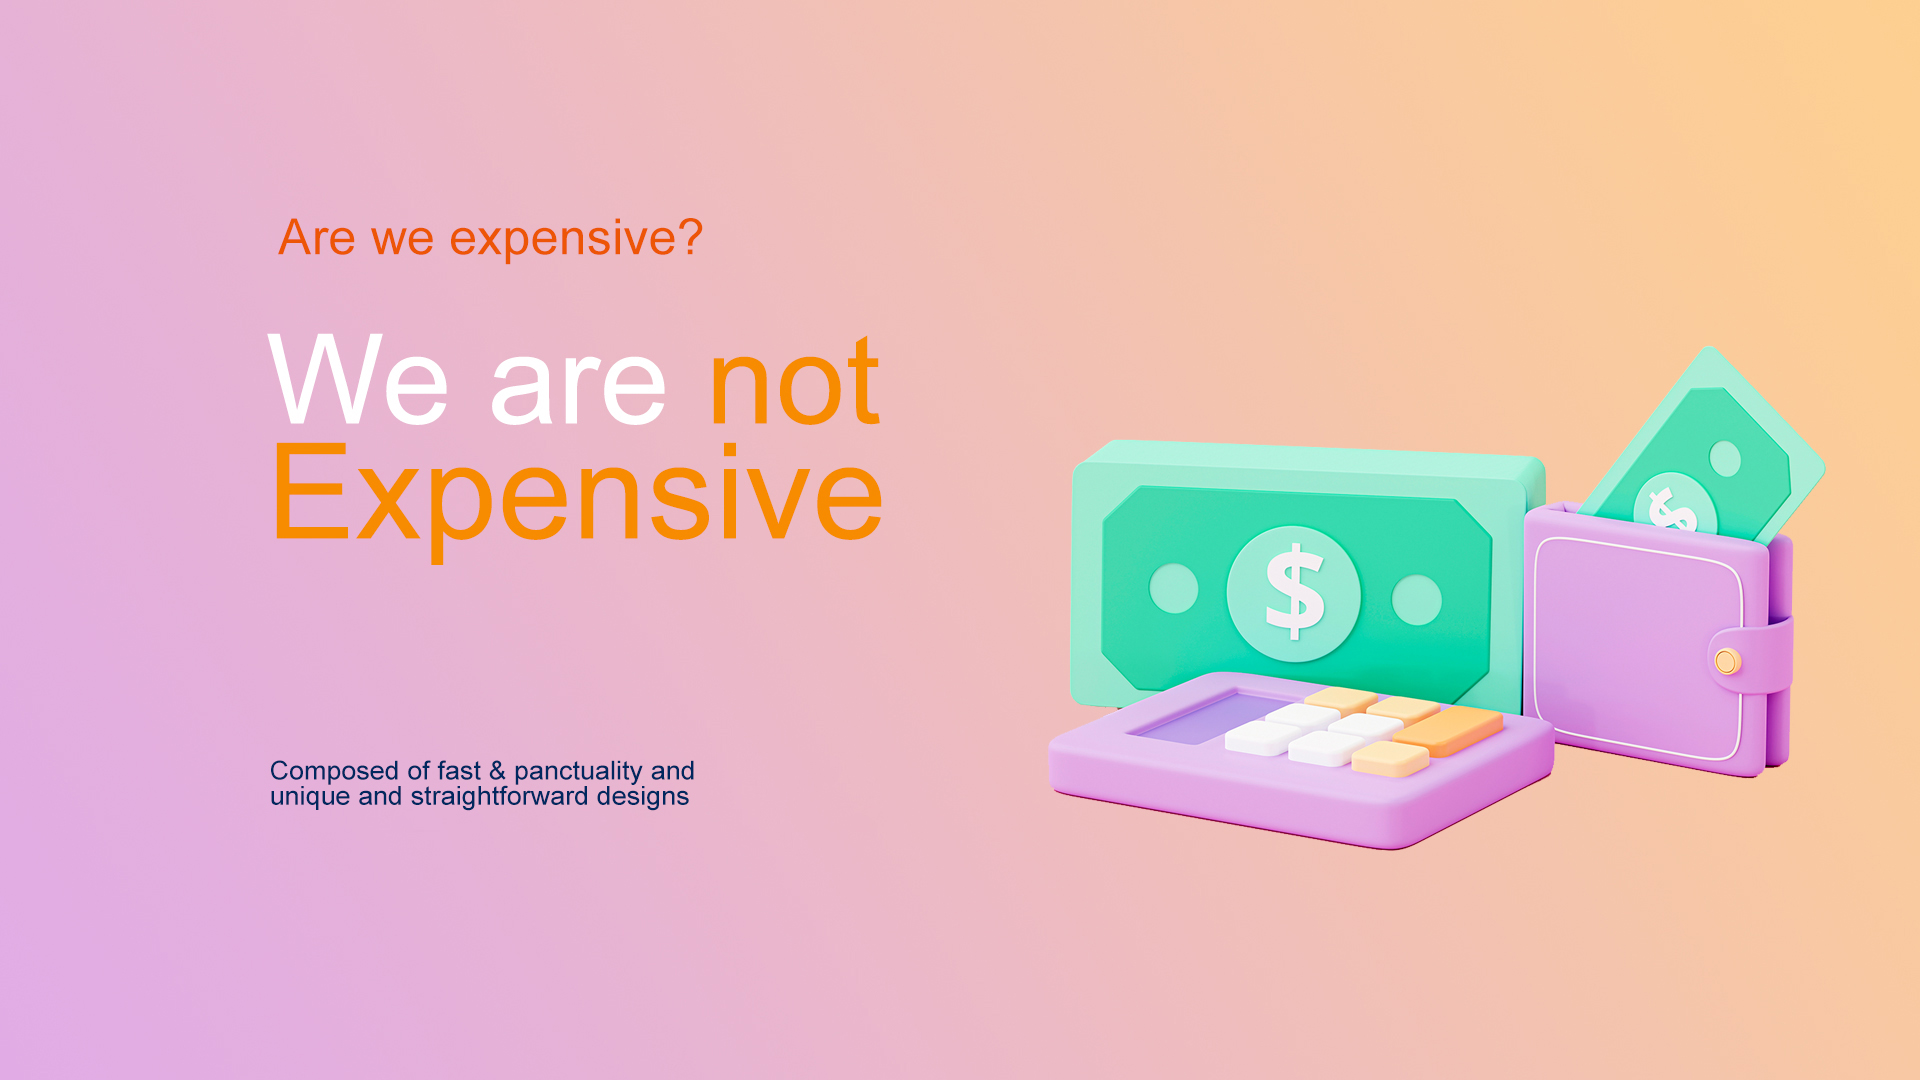 Are we expensive?
We are not
Expensive
Composed of fast & panctuality and
unique and straightforward designs
$
$